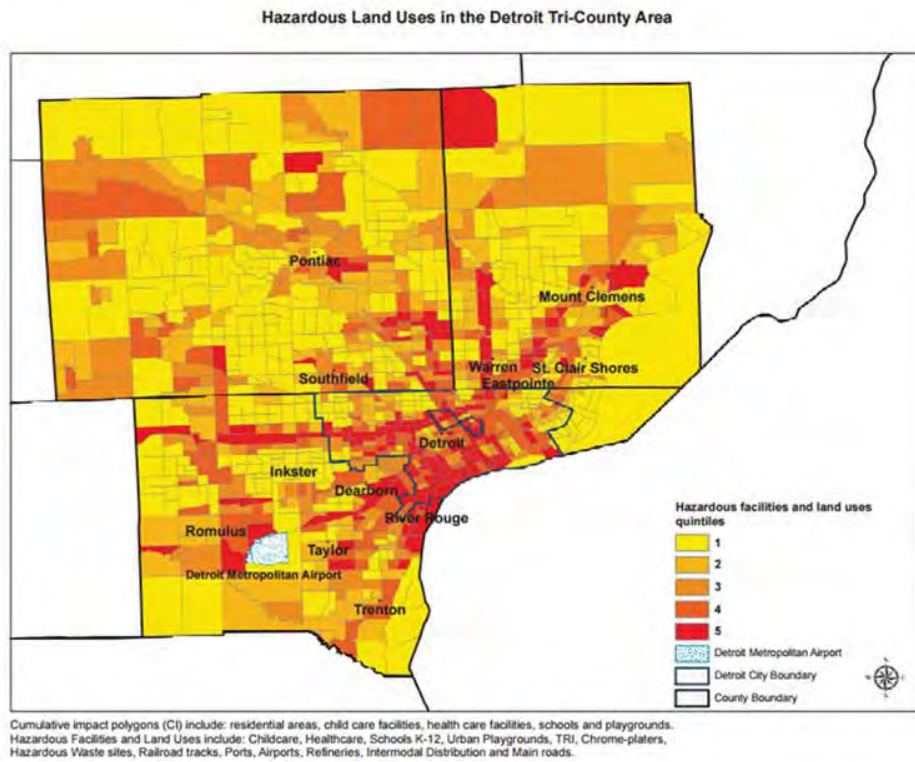 Hazardous Land Uses in the Detroit Tri-County Area
Pontiac
Mount Clemens
Warren
St. Clair Shores
Eastpointe
Southfield
Detroit
Inkster
Dearborn
River Rouge
Romulus
Taylor
Detroit Metropolitan Airport
Trenton
Hazardous facilities and land uses
quintiles
1
2
3
4
5
Detroit Metropolitan Airport
Detroit City Boundary
County Boundary
Cumulative impact polygons (CI) include: residential areas, child care facilities, health care facilities, schools and playgrounds.
Hazardous Facilities and Land Uses include: Childcare, Healthcare, Schools K-12, Urban Playgrounds, TRI, Chrome-platers,
Hazardous Waste sites, Railroad tracks, Ports, Airports, Refineries, Intermodal Distribution and Main roads.